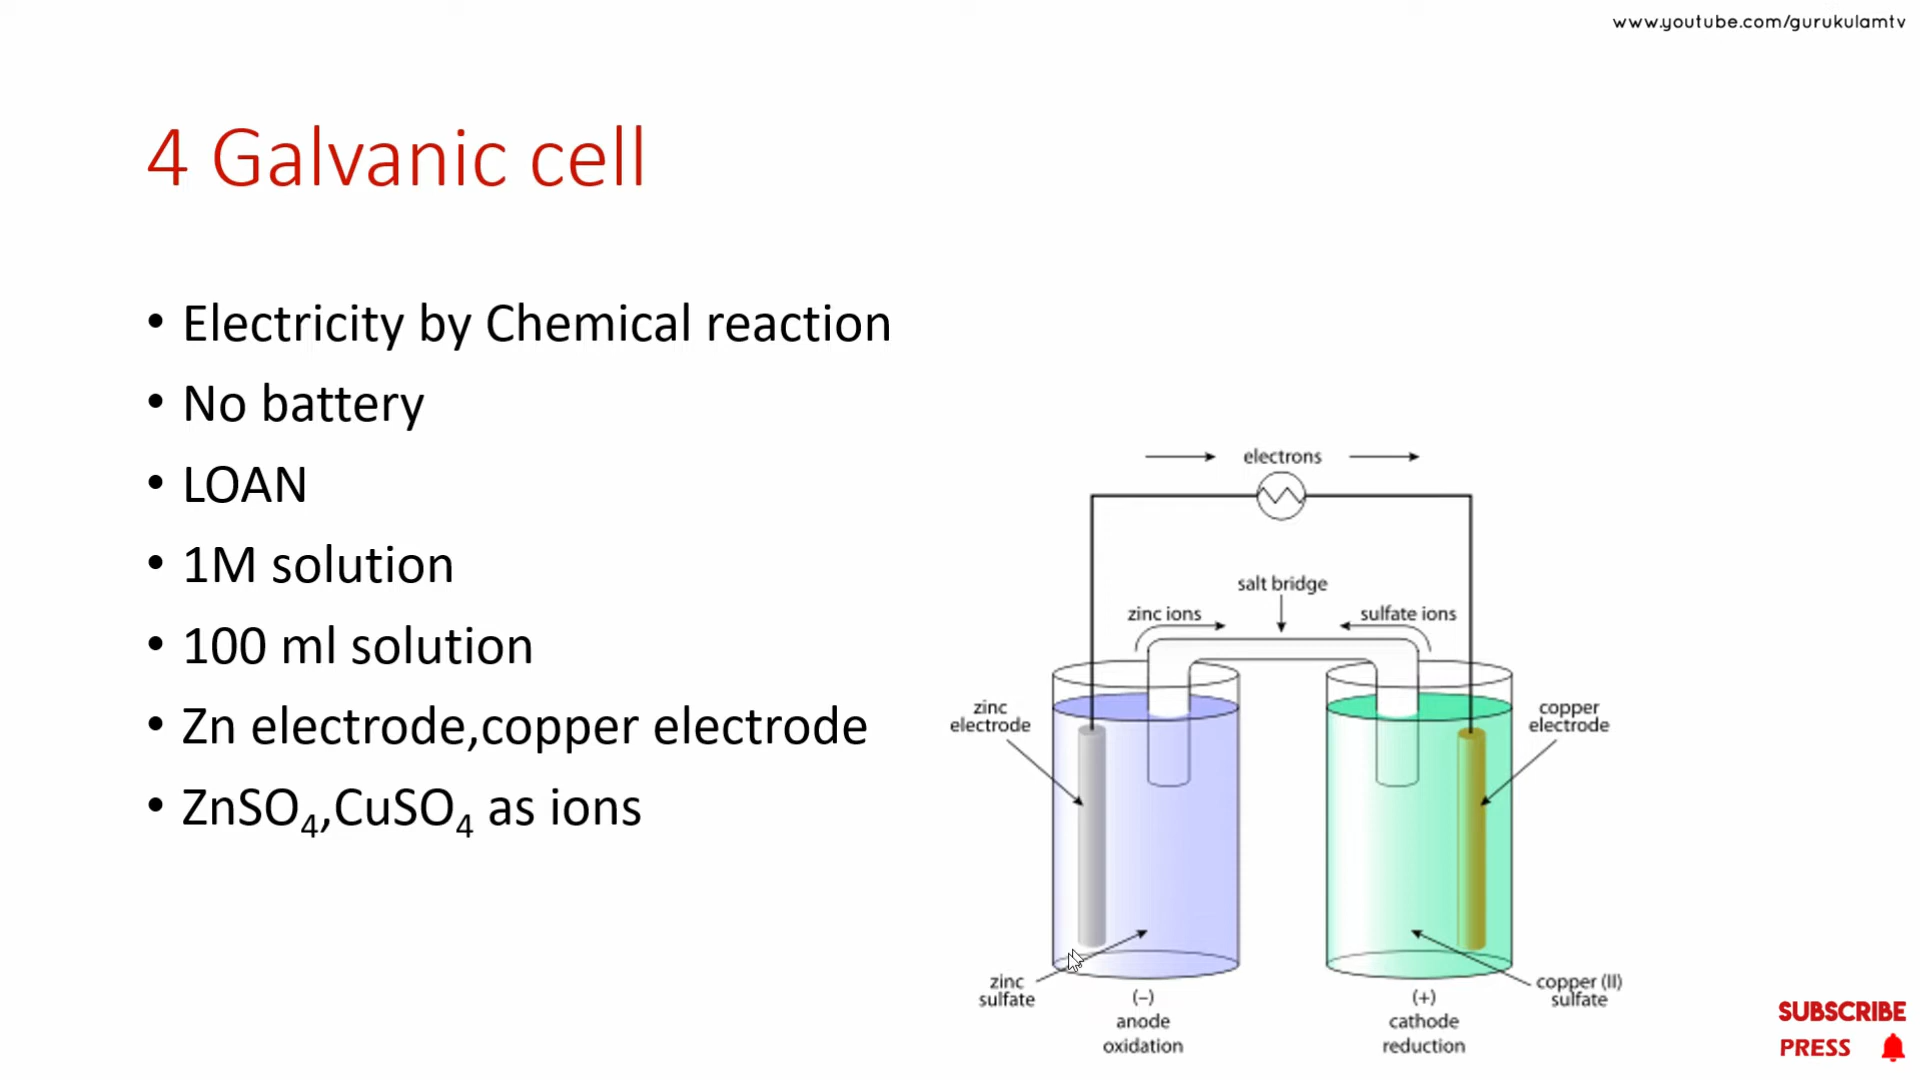 www.youtube.com/gurukulamtv
4 Galvanic cell
• Electricity by Chemical reaction
• No battery
• LOAN
• 1M solution
• 100 ml solution
• Zn electrode,copper electrode
• ZnSO₄,CuSO₄ as ions
electrons
salt bridge
zinc ions
sulfate ions
zinc
electrode
copper
electrode
zinc
sulfate
copper (II)
sulfate
(–)
anode
oxidation
(+)
cathode
reduction
SUBSCRIBE
PRESS